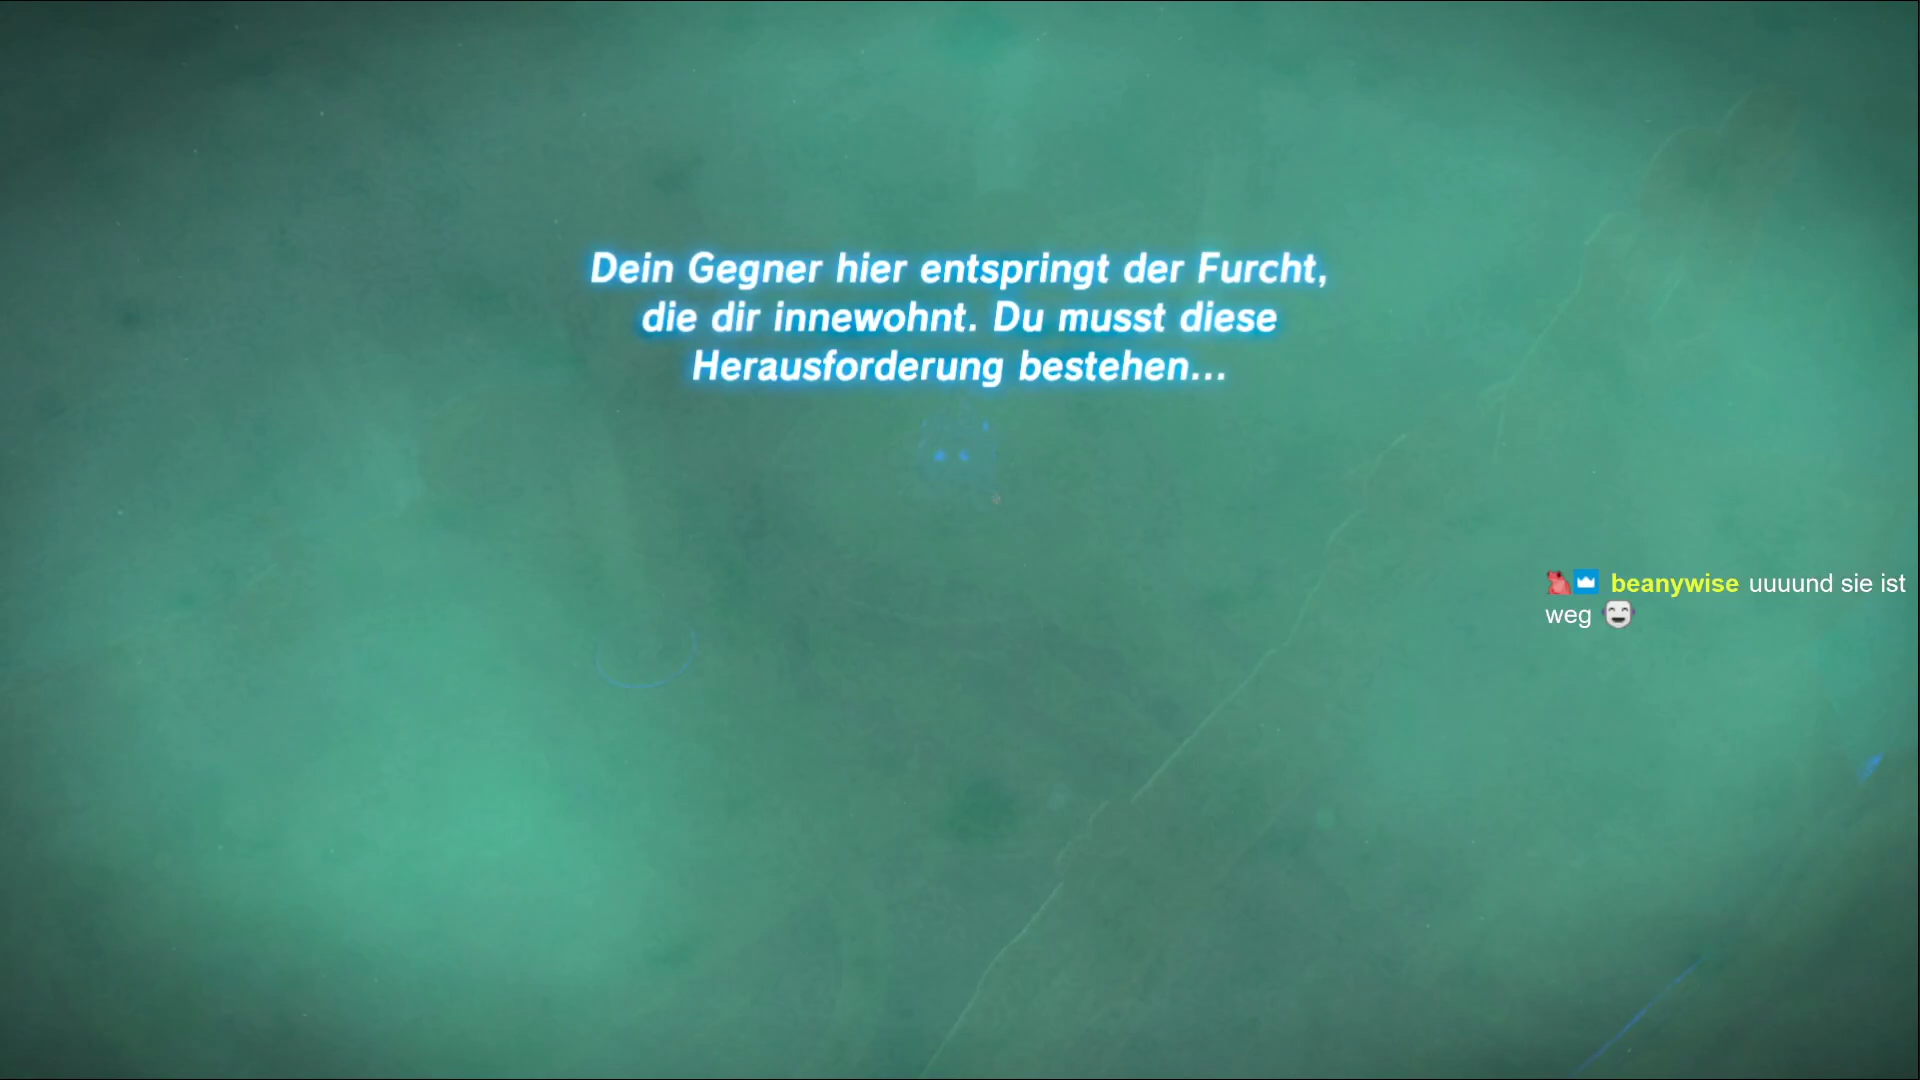 Dein Gegner hier entspringt der Furcht,
die dir innewohnt. Du musst diese
Herausforderung bestehen...
beanywise uuuund sie ist
weg